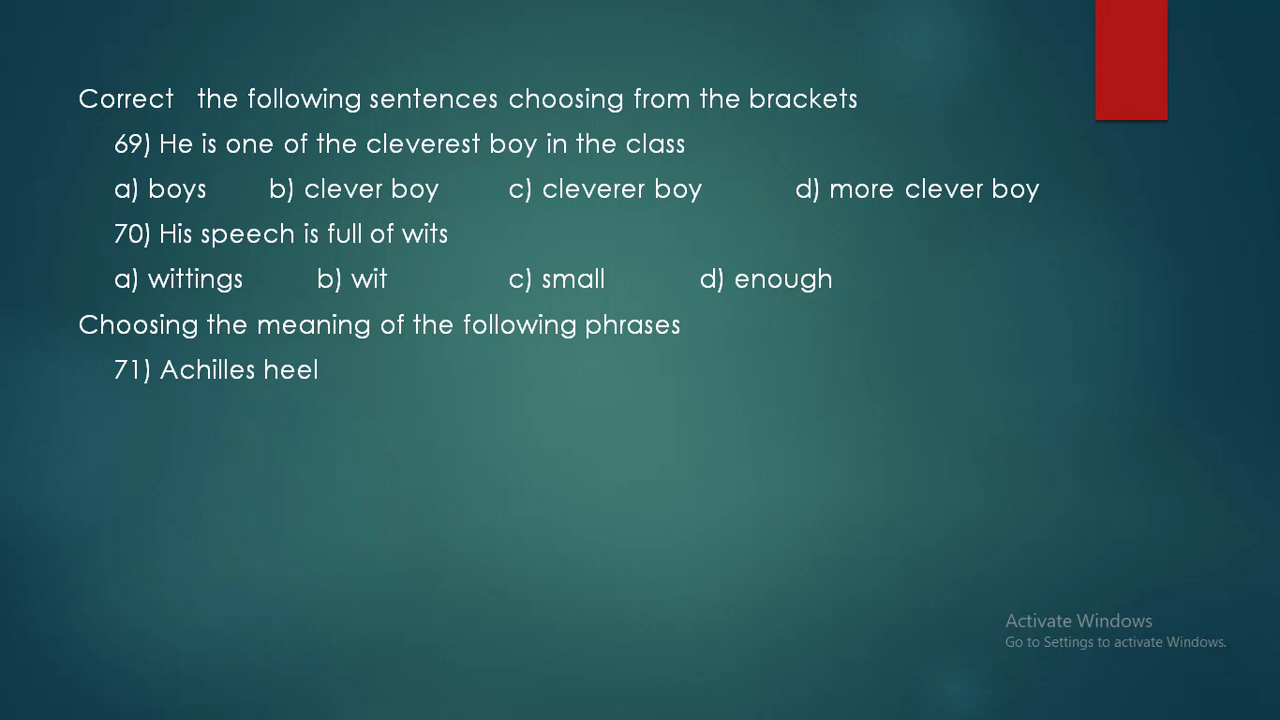 Correct the following sentences choosing from the brackets
69) He is one of the cleverest boy in the class
a) boys b) clever boy c) cleverer boy d) more clever boy
70) His speech is full of wits
a) wittings b) wit c) small d) enough
Choosing the meaning of the following phrases
71) Achilles heel
Activate Windows
Go to Settings to activate Windows.